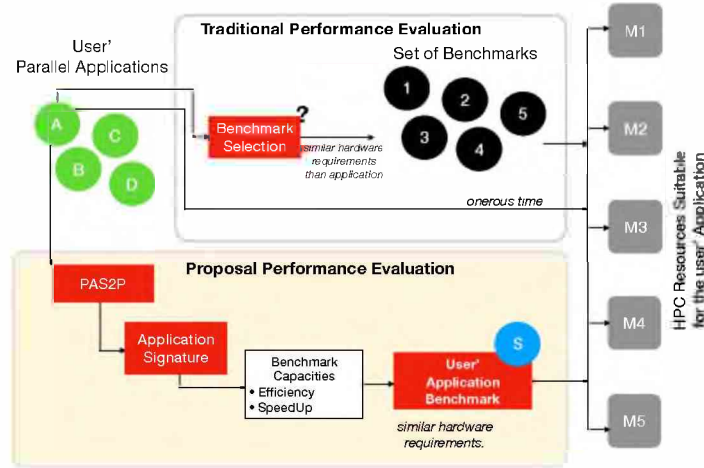 Traditional Performance Evaluation
User'
Parallel Applications
Set of Benchmarks
A
C
B
D
?
Benchmark
Selection
similar hardware
requirements
than application
1
2
3
4
5
onerous time
M1
M2
M3
M4
M5
HPC Resources Suitable
for the user' Application
Proposal Performance Evaluation
PAS2P
Application
Signature
Benchmark
Capacities
• Efficiency
• SpeedUp
S
User'
Application
Benchmark
similar hardware
requirements.